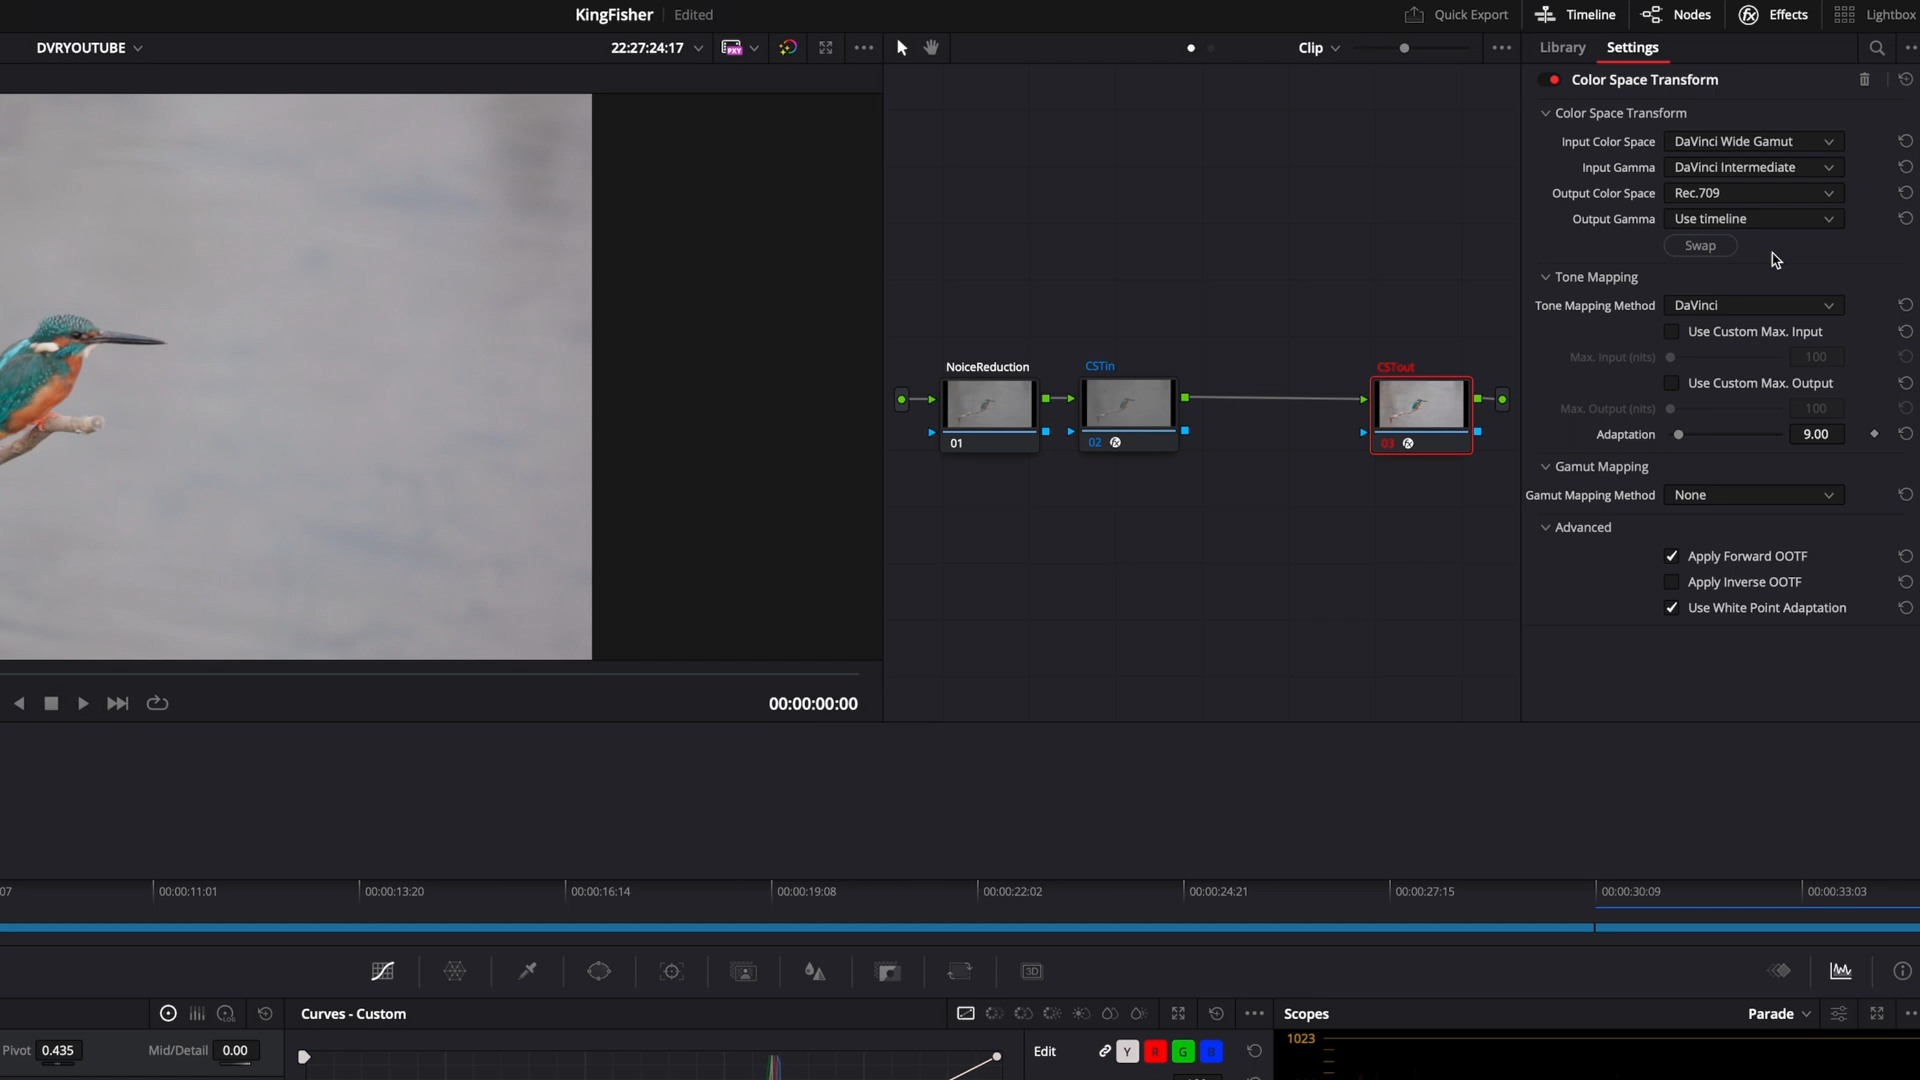 KingFisher Edited
Quick Export Timeline Nodes Effects Lightbox
DVRYOUTUBE 22:27:24:17 PXY Clip Library Settings
Color Space Transform
Color Space Transform
Input Color Space DaVinci Wide Gamut
Input Gamma DaVinci Intermediate
Output Color Space Rec.709
Output Gamma Use timeline
Swap
Tone Mapping
Tone Mapping Method DaVinci
Use Custom Max. Input
Max. Input (nits) 100
Use Custom Max. Output
Max. Output (nits) 100
Adaptation 9.00
Gamut Mapping
Gamut Mapping Method None
Advanced
Apply Forward OOTF
Apply Inverse OOTF
Use White Point Adaptation
NoiceReduction CSTin CSTout
01 02 fx 03 fx
00:00:00:00
07 00:00:11:01 00:00:13:20 00:00:16:14 00:00:19:08 00:00:22:02 00:00:24:21 00:00:27:15 00:00:30:09 00:00:33:03
3D
LOG Curves - Custom Scopes Parade
Pivot 0.435 Mid/Detail 0.00 Edit Y R G B
1023